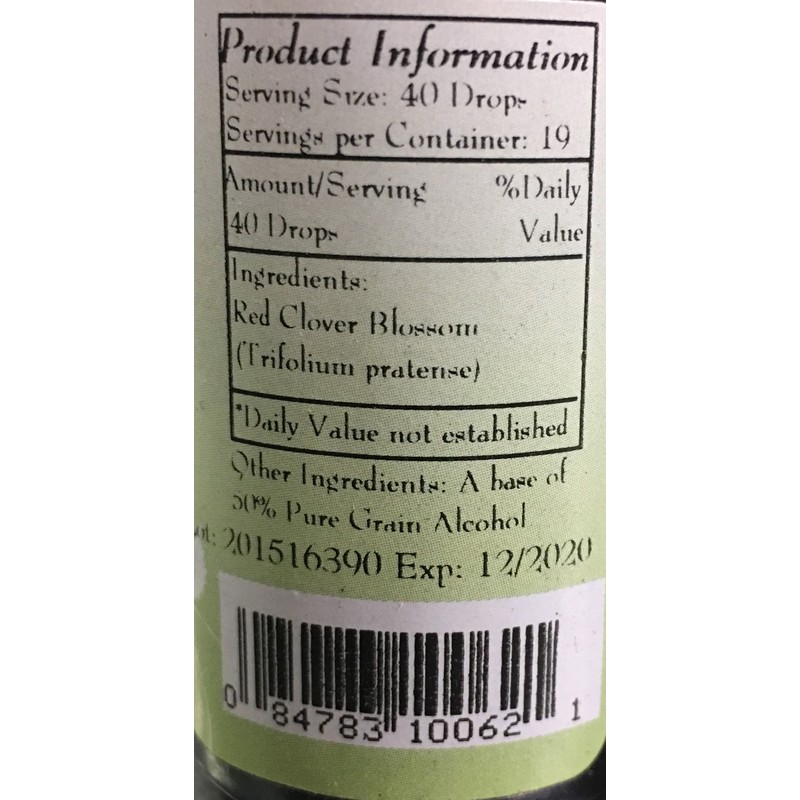 Product Information
Serving Size: 40 Drops
Servings per Container: 19
Amount/Serving %Daily
40 Drops Value
Ingredients:
Red Clover Blossom
(Trifolium pratense)
*Daily Value not established
Other Ingredients: A base of
50% Pure Grain Alcohol
201516390 Exp: 12/2020
0 84783 10062 1